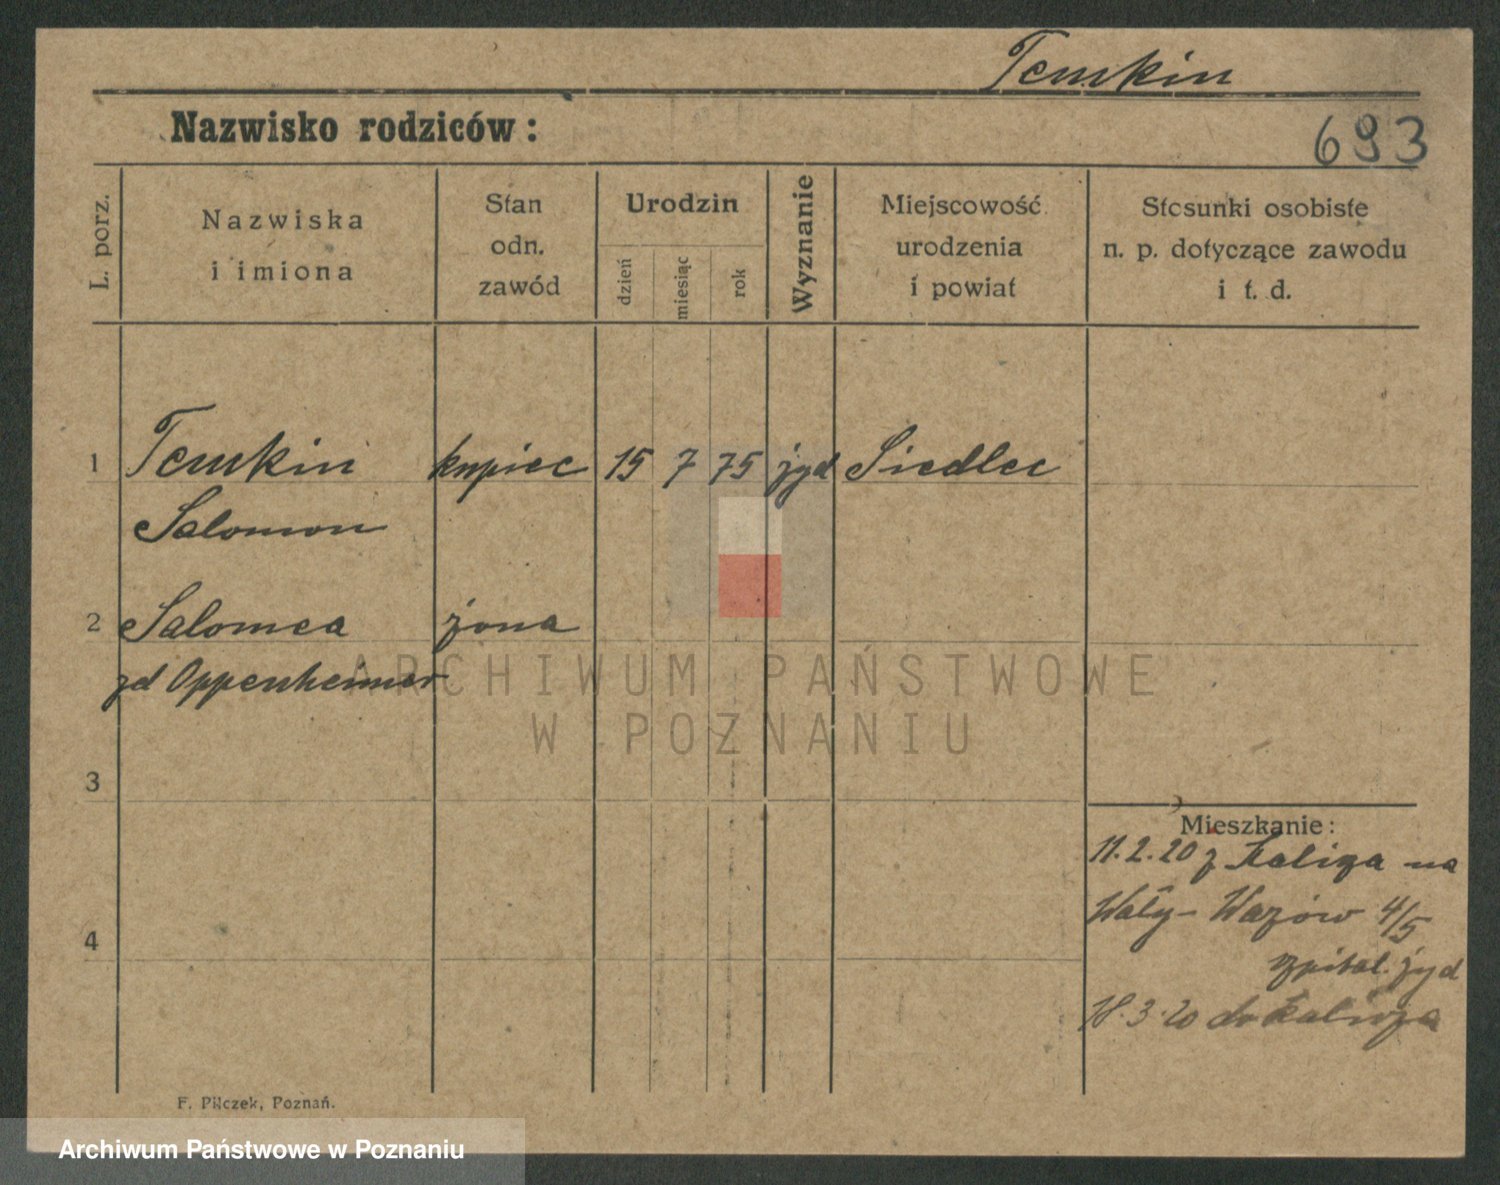 Temkin
Nazwisko rodziców:
693
L. porz.
Nazwiska
i imiona
Stan
odn.
zawód
Urodzin
dzień
miesiąc
rok
Wyznanie
Miejscowość
urodzenia
i powiat
Stosunki osobiste
n. p. dotyczące zawodu
i t. d.
1 Temkin kupiec 15 7 75 żyd Siedlec
Salomon
2 Salomea żona
zd Oppenheimer
ARCHIWUM PAŃSTWOWE
W POZNANIU
3
Mieszkanie:
11.2.20 z Kalisza na
Wały-Wazów 4/5
4
szpital. żyd
18.3.20 do Kalisza
F. Pilczek, Poznań.
Archiwum Państwowe w Poznaniu